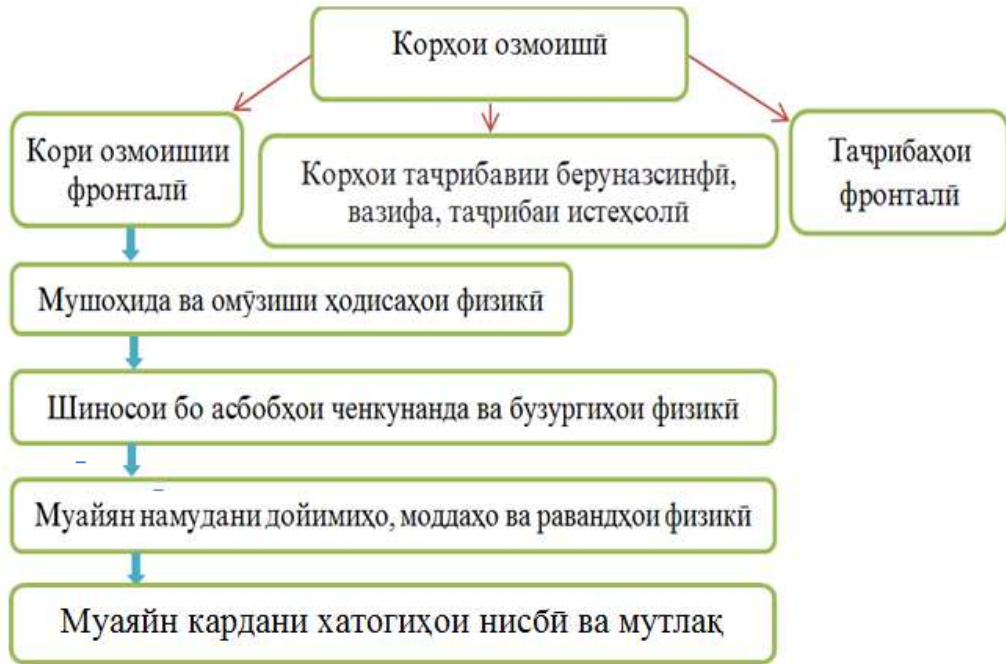 Корҳои озмоишӣ
Кори озмоишии
фронталӣ
Корҳои таҷрибавии беруназсинфӣ,
вазифа, таҷрибаи истеҳсолӣ
Таҷрибаҳои
фронталӣ
Мушоҳида ва омӯзиши ҳодисаҳои физикӣ
Шиносои бо асбобҳои ченкунанда ва бузургиҳои физикӣ
Муайян намудани дойимиҳо, моддаҳо ва равандҳои физикӣ
Муаяйн кардани хатогиҳои нисбӣ ва мутлақ